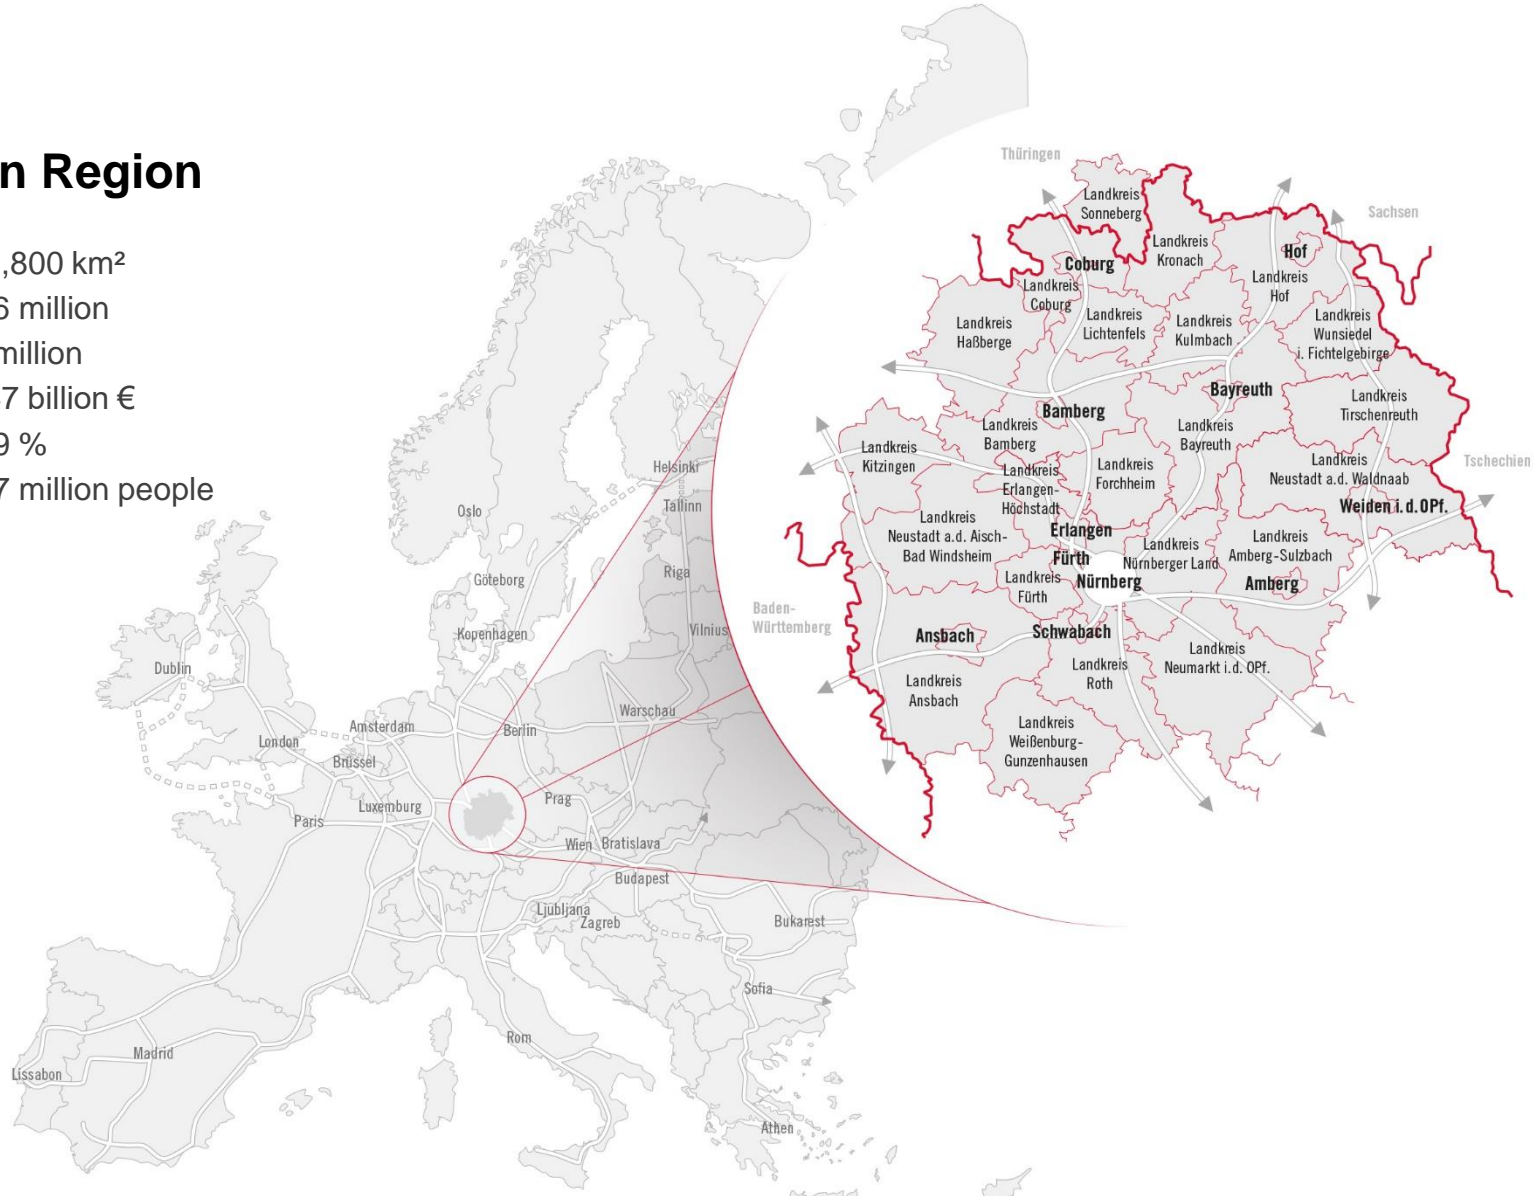 n Region
,800 km²
6 million
million
7 billion €
9 %
7 million people
Helsinki
Tallinn
Oslo
Riga
Göteborg
Vilnius
Kopenhagen
Dublin
Warschau
Amsterdam
Berlin
London
Brüssel
Prag
Luxemburg
Paris
Wien
Bratislava
Budapest
Ljubljana
Zagreb
Bukarest
Sofia
Rom
Madrid
Lissabon
Athen
Thüringen
Sachsen
Tschechien
Baden-
Württemberg
Landkreis
Sonneberg
Landkreis
Kronach
Coburg
Landkreis
Coburg
Hof
Landkreis
Hof
Landkreis
Haßberge
Landkreis
Lichtenfels
Landkreis
Kulmbach
Landkreis
Wunsiedel
i. Fichtelgebirge
Bayreuth
Landkreis
Tirschenreuth
Bamberg
Landkreis
Bamberg
Landkreis
Bayreuth
Landkreis
Kitzingen
Landkreis
Erlangen-
Höchstadt
Landkreis
Forchheim
Landkreis
Neustadt a.d. Waldnaab
Weiden i.d.OPf.
Landkreis
Neustadt a.d. Aisch-
Bad Windsheim
Erlangen
Fürth
Nürnberg
Landkreis
Nürnberger Land
Landkreis
Amberg-Sulzbach
Amberg
Landkreis
Fürth
Ansbach
Schwabach
Landkreis
Ansbach
Landkreis
Roth
Landkreis
Neumarkt i.d. OPf.
Landkreis
Weißenburg-
Gunzenhausen